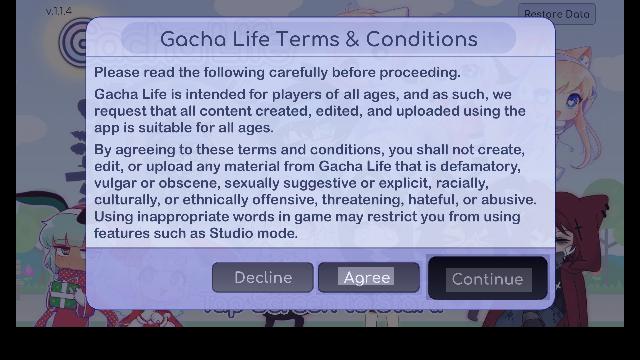 v.1.1.4
Restore Data
Gacha Life Terms & Conditions
Please read the following carefully before proceeding.
Gacha Life is intended for players of all ages, and as such, we
request that all content created, edited, and uploaded using the
app is suitable for all ages.
By agreeing to these terms and conditions, you shall not create,
edit, or upload any material from Gacha Life that is defamatory,
vulgar or obscene, sexually suggestive or explicit, racially,
culturally, or ethnically offensive, threatening, hateful, or abusive.
Using inappropriate words in game may restrict you from using
features such as Studio mode.
Decline
Agree
Continue